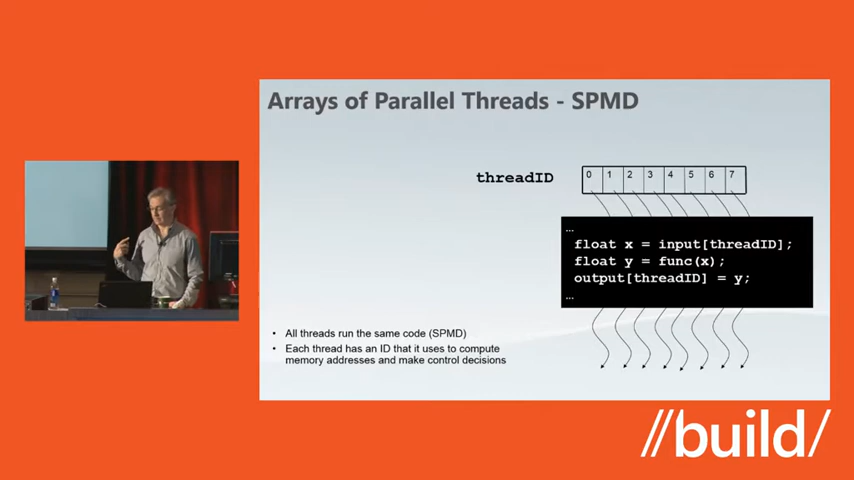 Arrays of Parallel Threads - SPMD
threadID
0 1 2 3 4 5 6 7
...
float x = input[threadID];
float y = func(x);
output[threadID] = y;
...
• All threads run the same code (SPMD)
• Each thread has an ID that it uses to compute
memory addresses and make control decisions
//build/